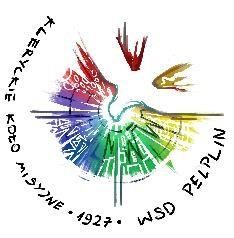 KLERYCKIE KOŁO MISYJNE • 1927 • WSD PELPLIN